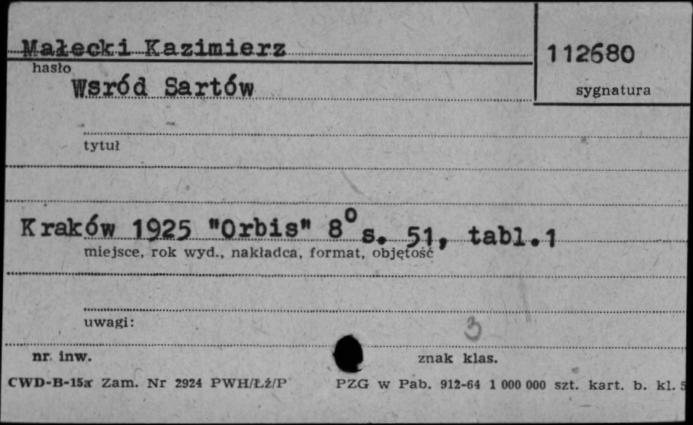 Małecki Kazimierz
112680
hasło
sygnatura
Wsród Sartów
tytuł
Kraków 1925 "Orbis" 8° s. 51, tabl.1
miejsce, rok wyd., nakładca, format, objętość
uwagi:
3
nr. inw.
znak klas.
CWD-B-15a Zam. Nr 2924 PWH/Łż/P
PZG w Pab. 912-64 1 000 000 szt. kart. b. kl. 5